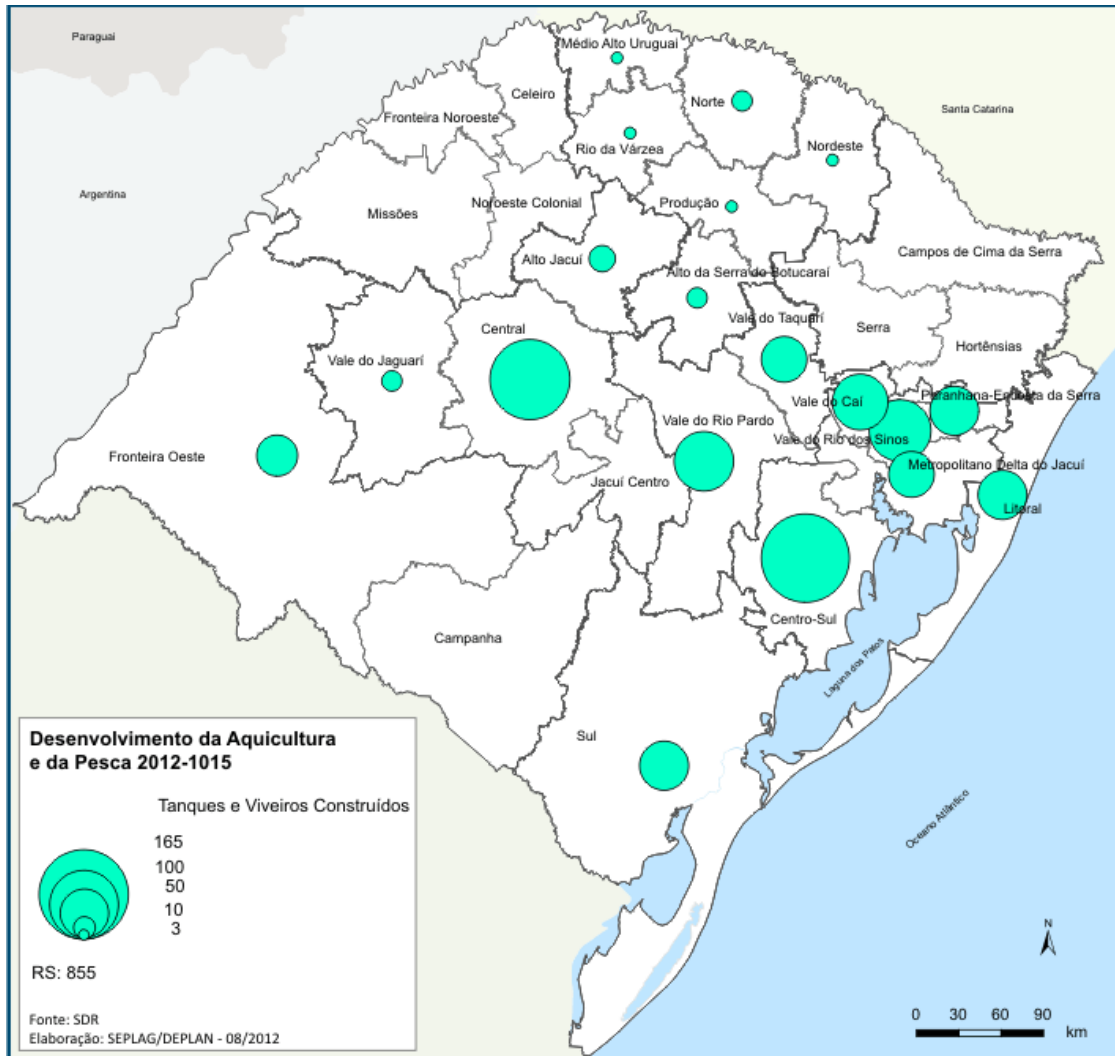 Paraguai
Médio Alto Uruguai
Celeiro
Norte
Santa Catarina
Fronteira Noroeste
Rio da Várzea
Nordeste
Argentina
Noroeste Colonial
Produção
Missões
Campos de Cima da Serra
Alto Jacuí
Alto da Serra do Botucaraí
Vale do Taquarí
Central
Serra
Hortênsias
Vale do Jaguarí
Paranhana-Encosta da Serra
Vale do Caí
Vale do Rio Pardo
Vale do Rio dos Sinos
Fronteira Oeste
Metropolitano Delta do Jacuí
Jacuí Centro
Litoral
Centro-Sul
Campanha
Laguna dos Patos
Sul
Oceano Atlântico
Desenvolvimento da Aquicultura
e da Pesca 2012-1015
Tanques e Viveiros Construídos
165
100
50
10
3
RS: 855
Fonte: SDR
Elaboração: SEPLAG/DEPLAN - 08/2012
N
0 30 60 90
km